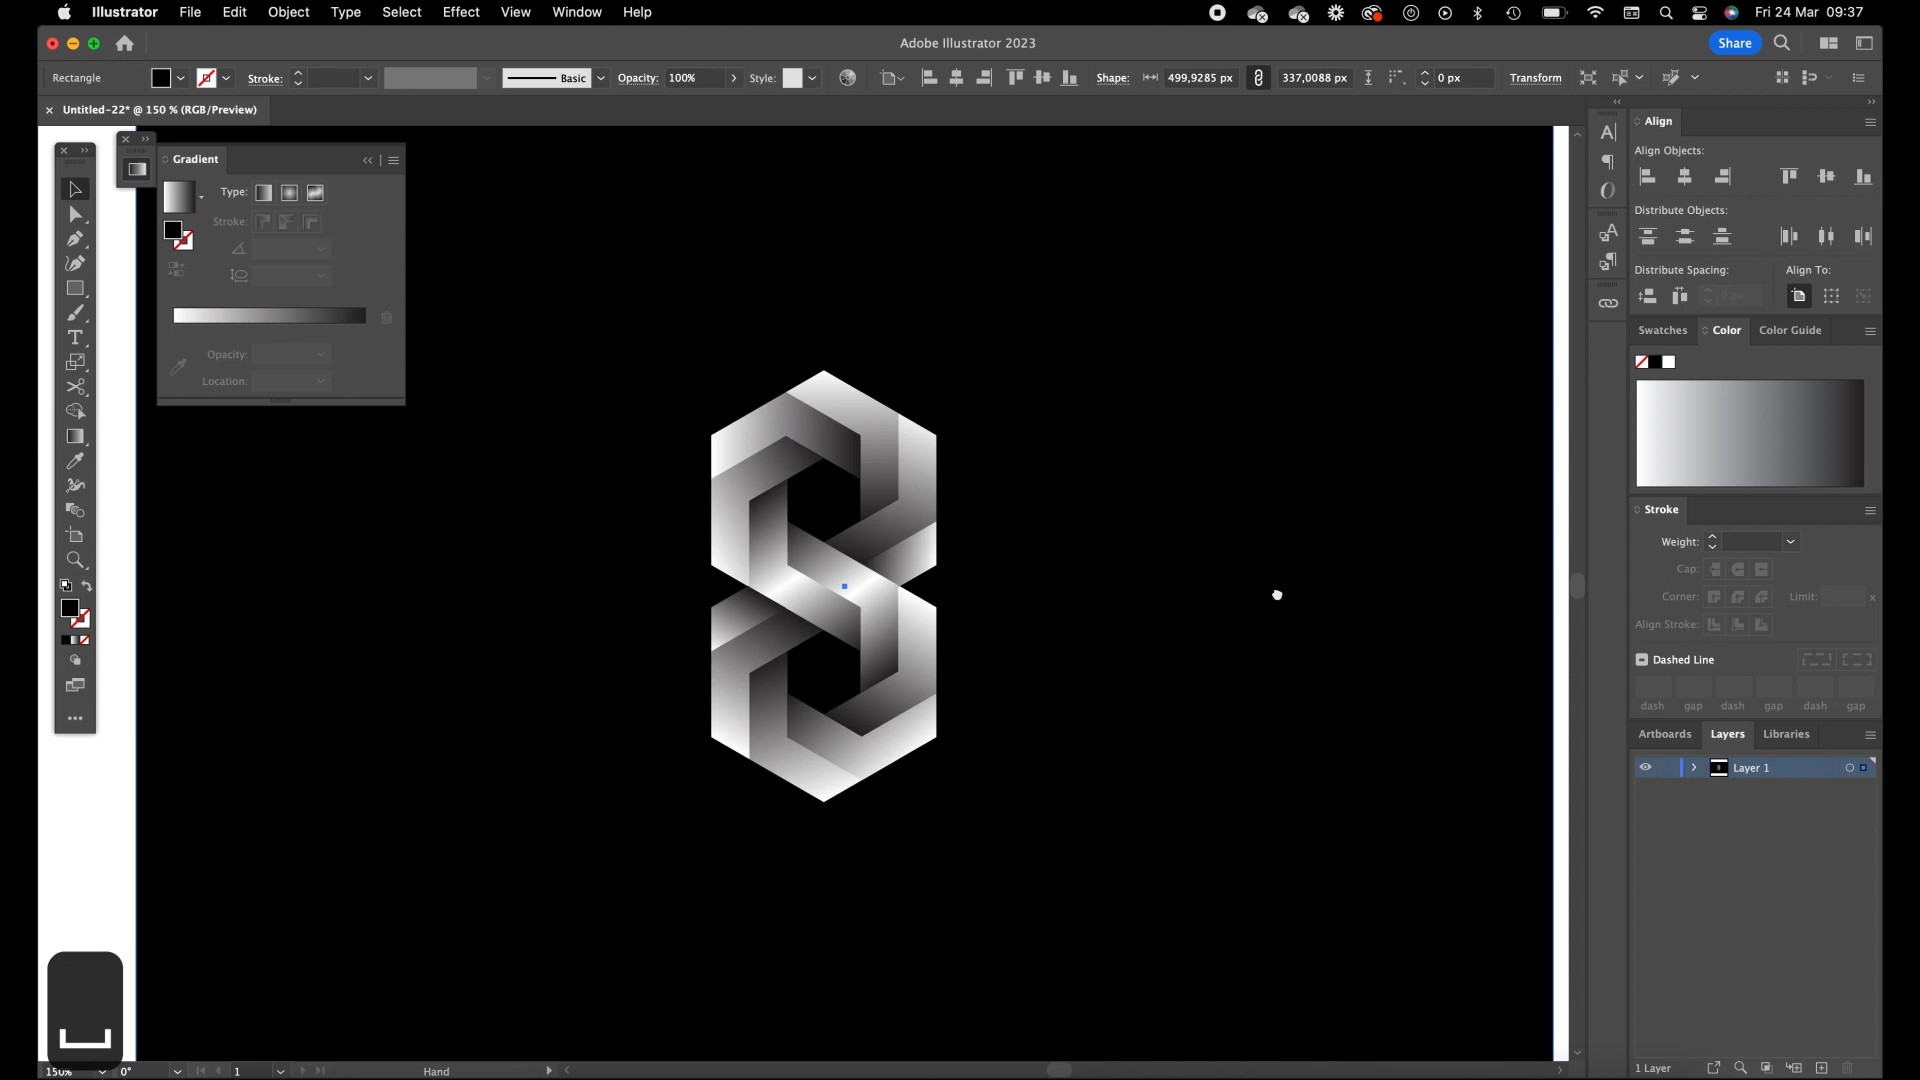 Illustrator File Edit Object Type Select Effect View Window Help Fri 24 Mar 09:37
Adobe Illustrator 2023 Share
Rectangle Stroke: Basic Opacity: 100% Style: Shape: 499,9285 px 337,0088 px 0 px Transform
Untitled-22* @ 150 % (RGB/Preview)
Gradient
Type:
Stroke:
Opacity:
Location:
Align
Align Objects:
Distribute Objects:
Distribute Spacing: Align To:
0 px
Swatches Color Color Guide
Stroke
Weight:
Cap:
Corner: Limit: x
Align Stroke:
Dashed Line
dash gap dash gap dash gap
Artboards Layers Libraries
Layer 1
1 Layer
150% 0° 1 Hand